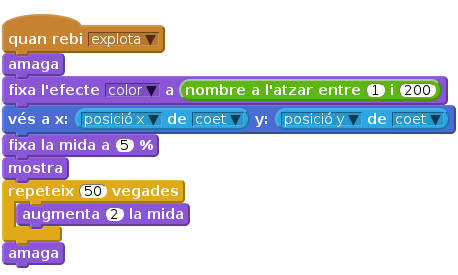 quan rebi explota
amaga
fixa l'efecte color a nombre a l'atzar entre 1 i 200
vés a x: posició x de coet y: posició y de coet
fixa la mida a 5 %
mostra
repeteix 50 vegades
augmenta 2 la mida
amaga